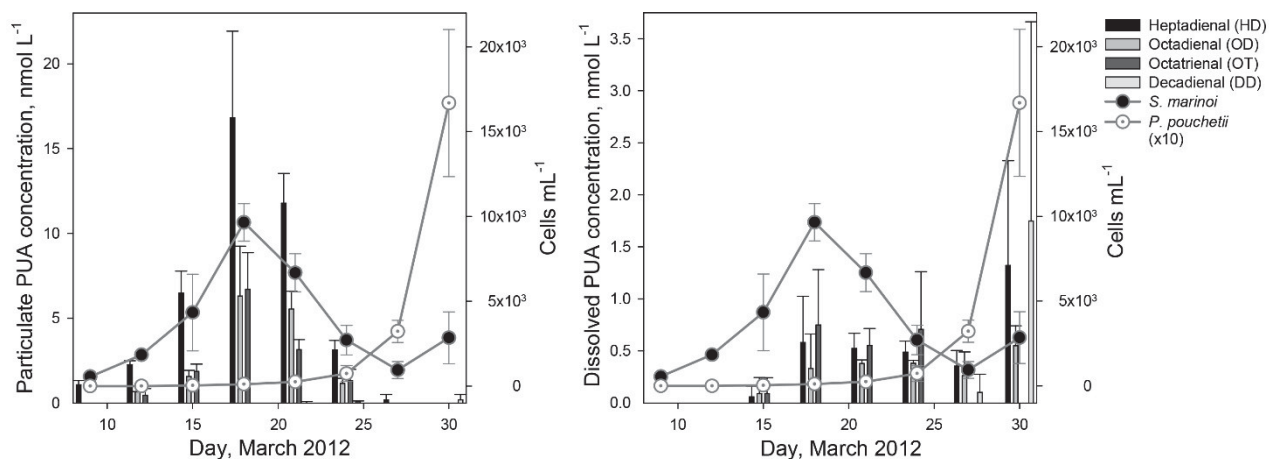 Particulate PUA concentration, nmol L⁻¹
20
15
10
5
0
20x10³
15x10³
10x10³
5x10³
0
Cells mL⁻¹
10 15 20 25 30
Day, March 2012
Dissolved PUA concentration, nmol L⁻¹
3.5
3.0
2.5
2.0
1.5
1.0
0.5
0.0
20x10³
15x10³
10x10³
5x10³
0
Cells mL⁻¹
10 15 20 25 30
Day, March 2012
Heptadienal (HD)
Octadienal (OD)
Octatrienal (OT)
Decadienal (DD)
S. marinoi
P. pouchetii
(x10)